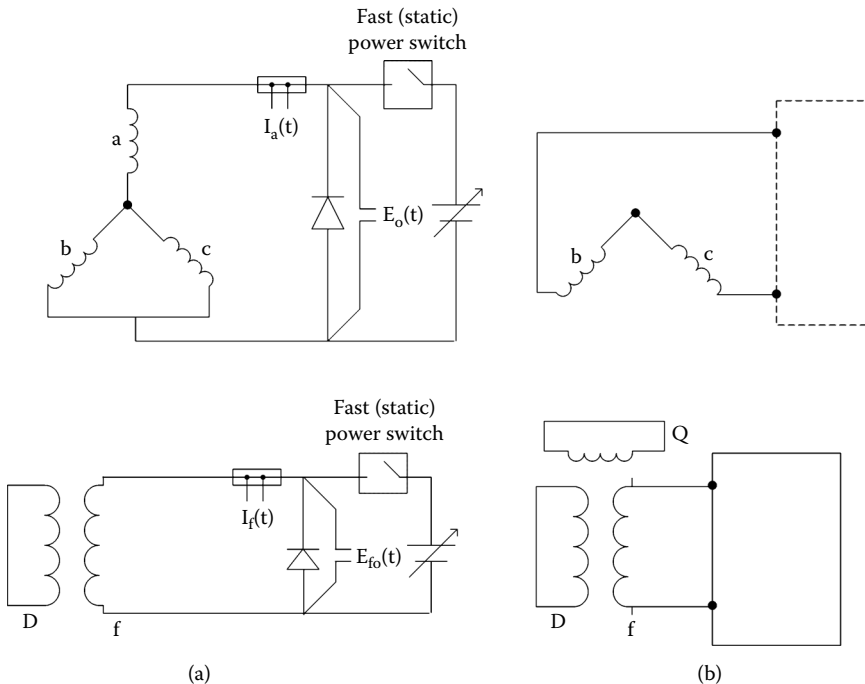 Fast (static)
power switch
a
I_a(t)
b
c
E_o(t)
b
c
Fast (static)
power switch
Q
I_f(t)
E_fo(t)
D
f
D
f
(a)
(b)